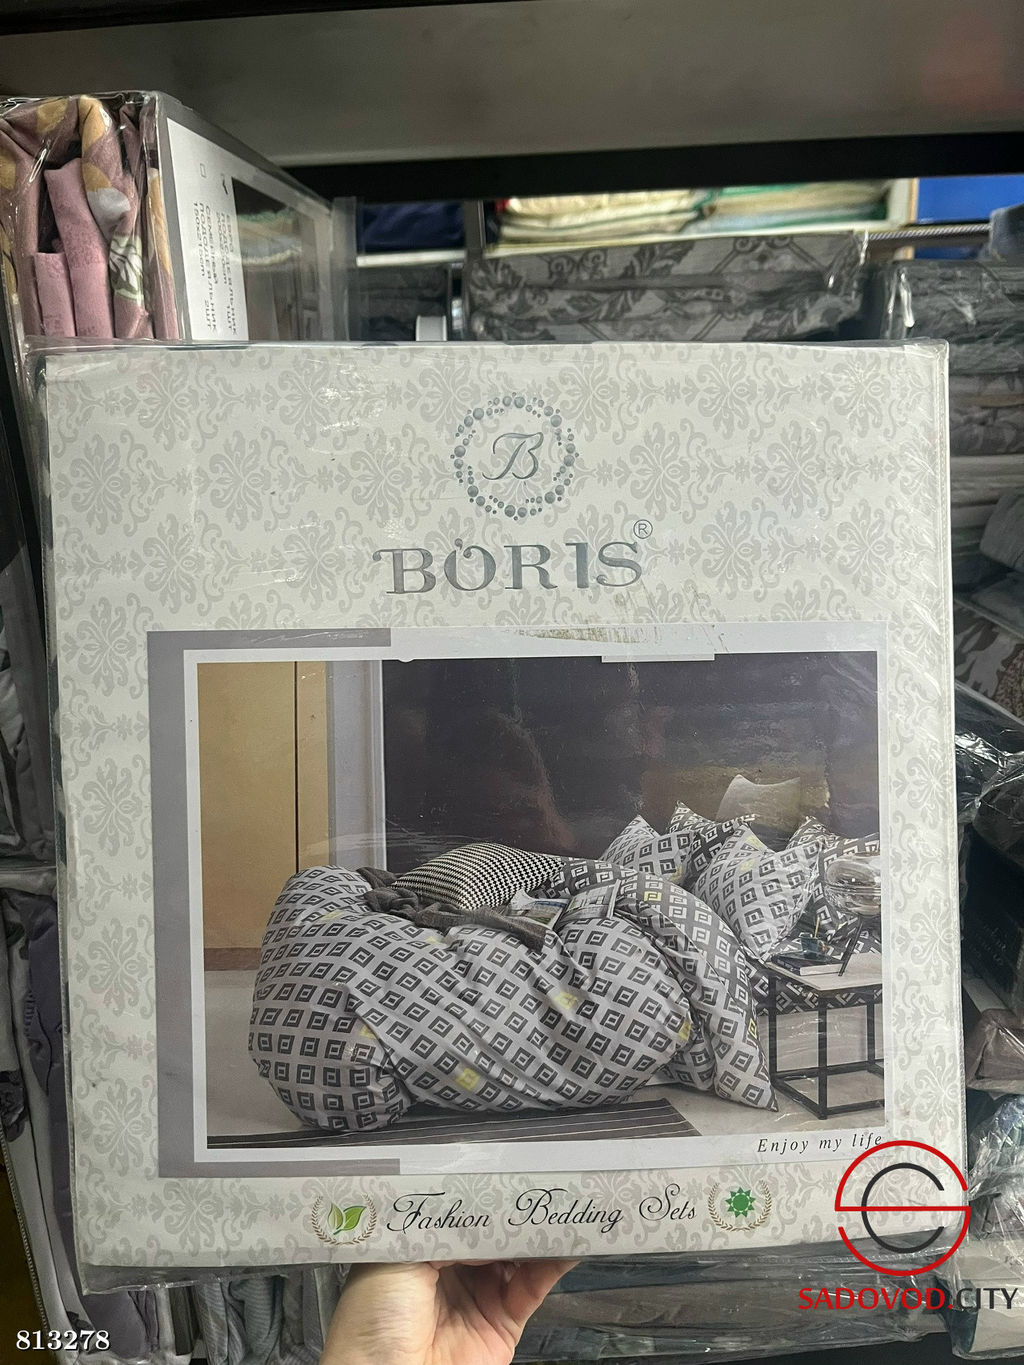 B
BORIS®
Enjoy my life
Fashion Bedding Sets
SADOVOD.CITY
813278